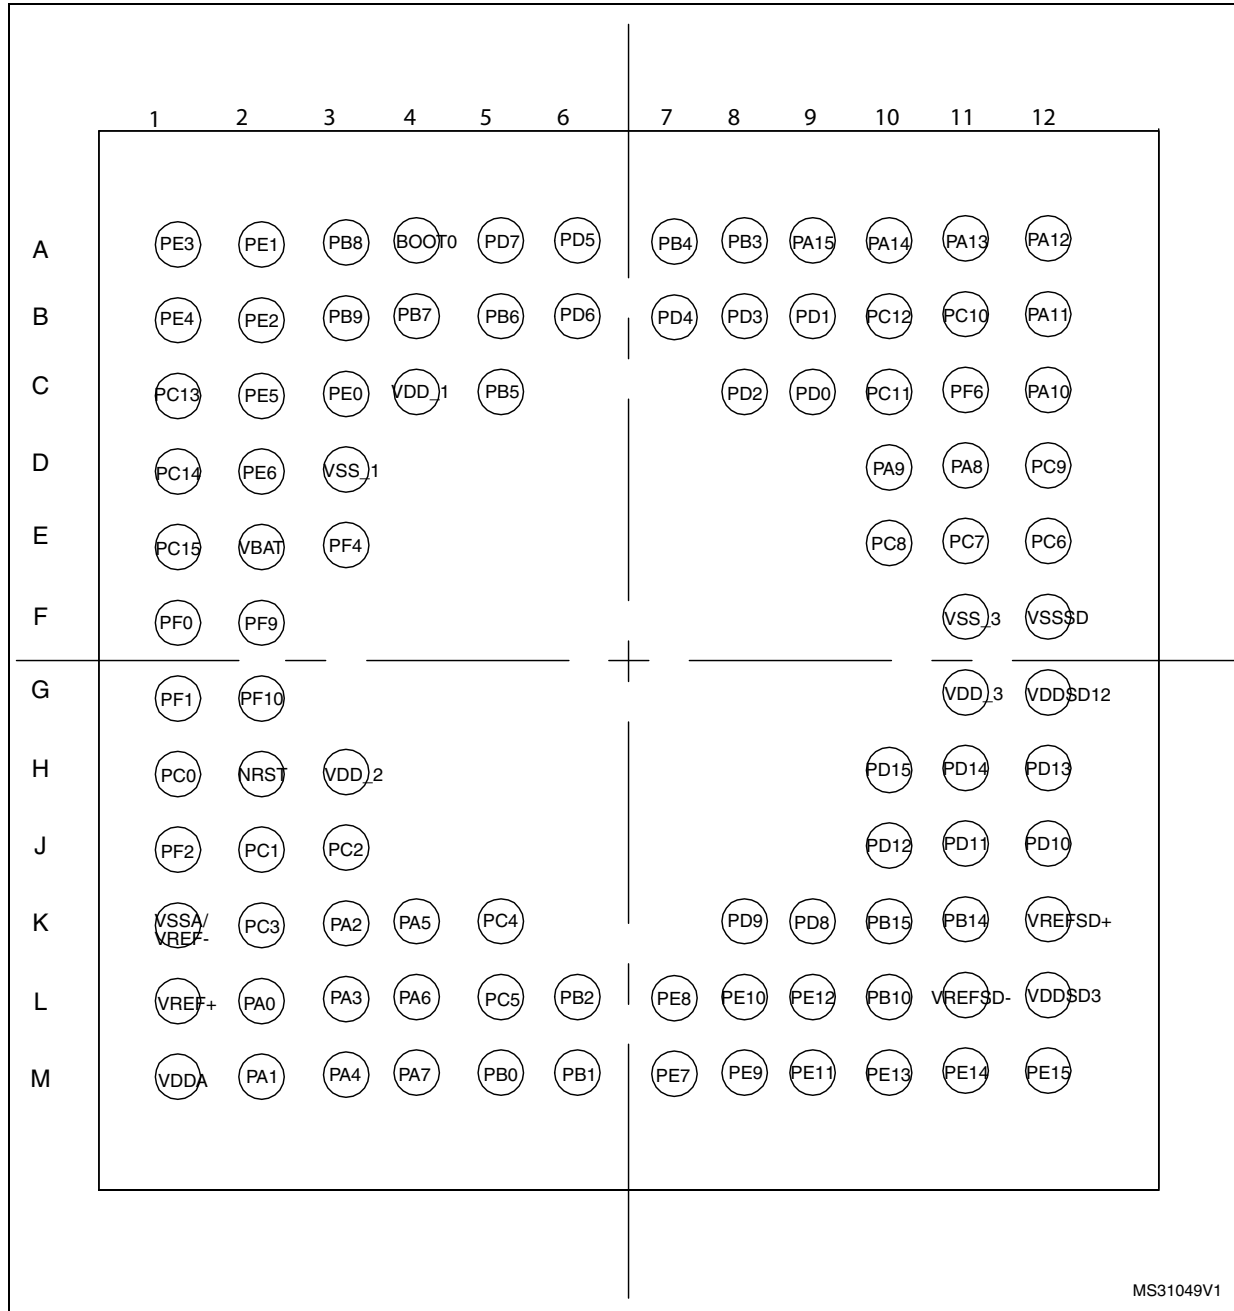 1 2 3 4 5 6 7 8 9 10 11 12
A PE3 PE1 PB8 BOOT0 PD7 PD5 PB4 PB3 PA15 PA14 PA13 PA12
B PE4 PE2 PB9 PB7 PB6 PD6 PD4 PD3 PD1 PC12 PC10 PA11
C PC13 PE5 PE0 VDD_1 PB5 PD2 PD0 PC11 PF6 PA10
D PC14 PE6 VSS_1 PA9 PA8 PC9
E PC15 VBAT PF4 PC8 PC7 PC6
F PF0 PF9 VSS_3 VSSSD
G PF1 PF10 VDD_3 VDDSD12
H PC0 NRST VDD_2 PD15 PD14 PD13
J PF2 PC1 PC2 PD12 PD11 PD10
K VSSA/ PC3 PA2 PA5 PC4 PD9 PD8 PB15 PB14 VREFSD+
VREF-
L VREF+ PA0 PA3 PA6 PC5 PB2 PE8 PE10 PE12 PB10 VREFSD- VDDSD3
M VDDA PA1 PA4 PA7 PB0 PB1 PE7 PE9 PE11 PE13 PE14 PE15
MS31049V1